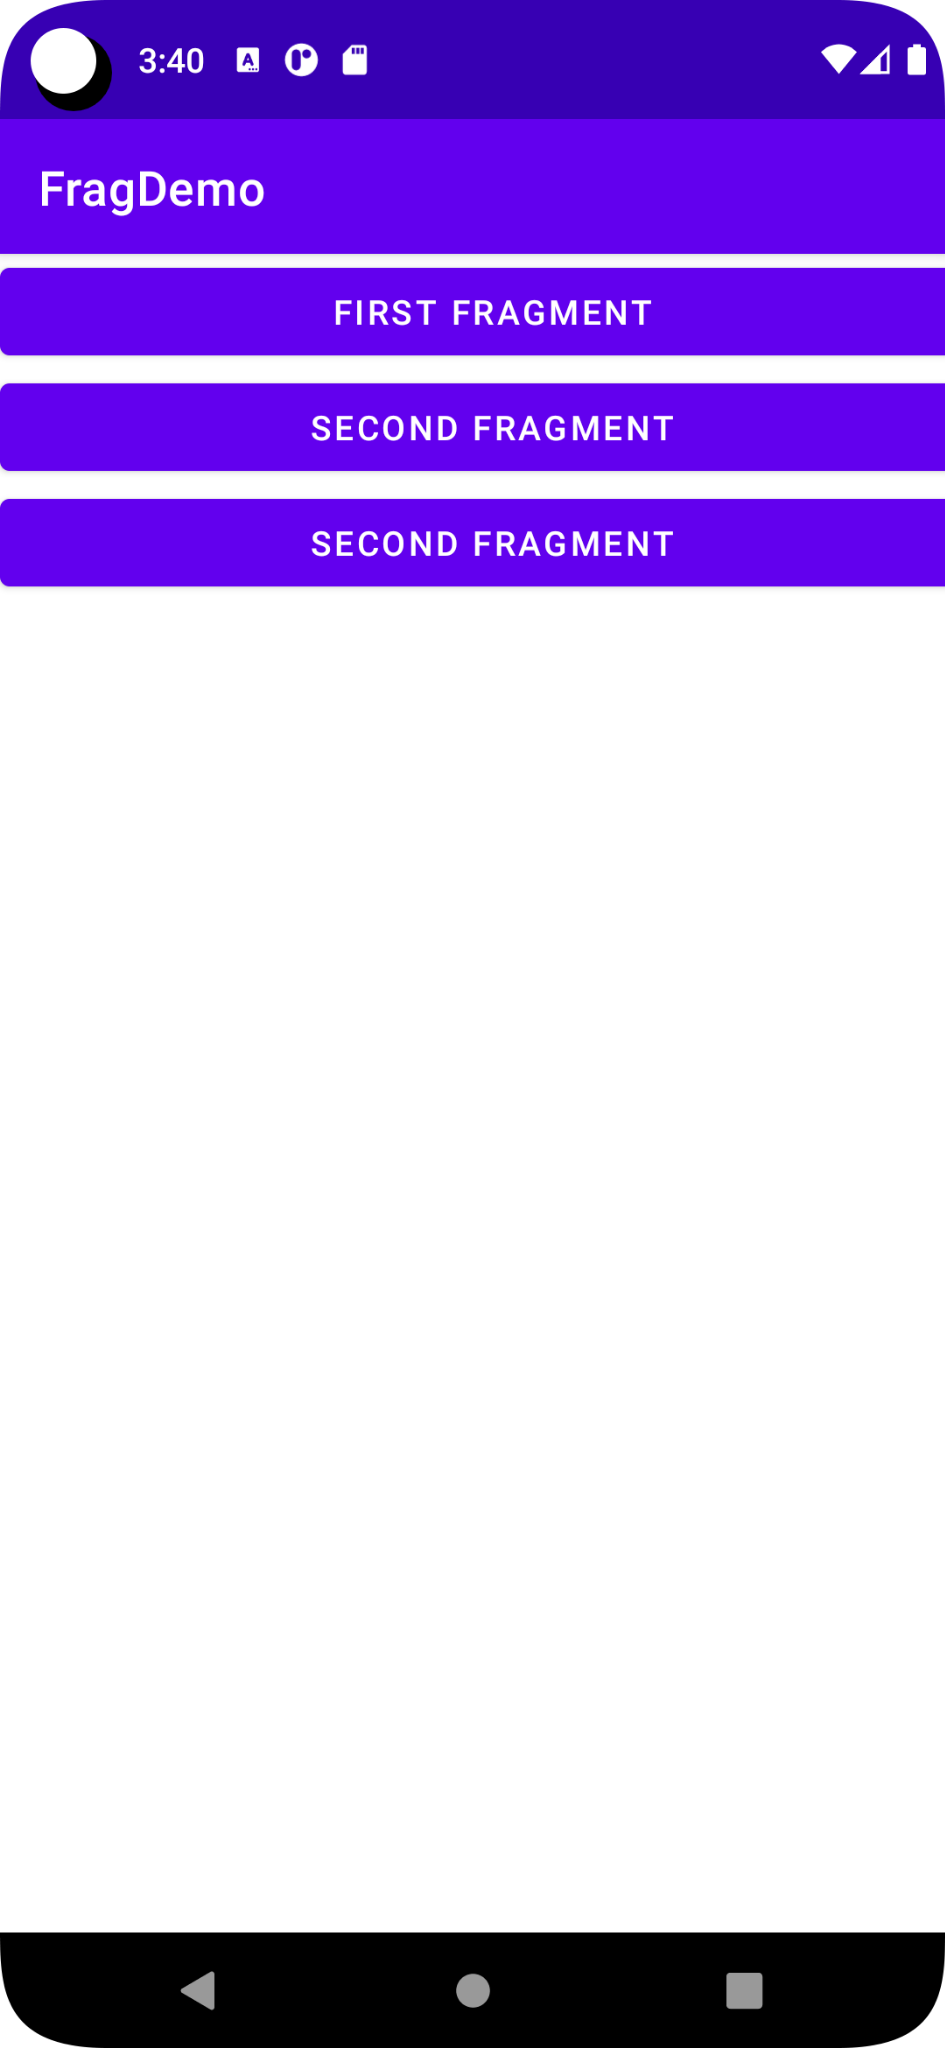 3:40
FragDemo
FIRST FRAGMENT
SECOND FRAGMENT
SECOND FRAGMENT